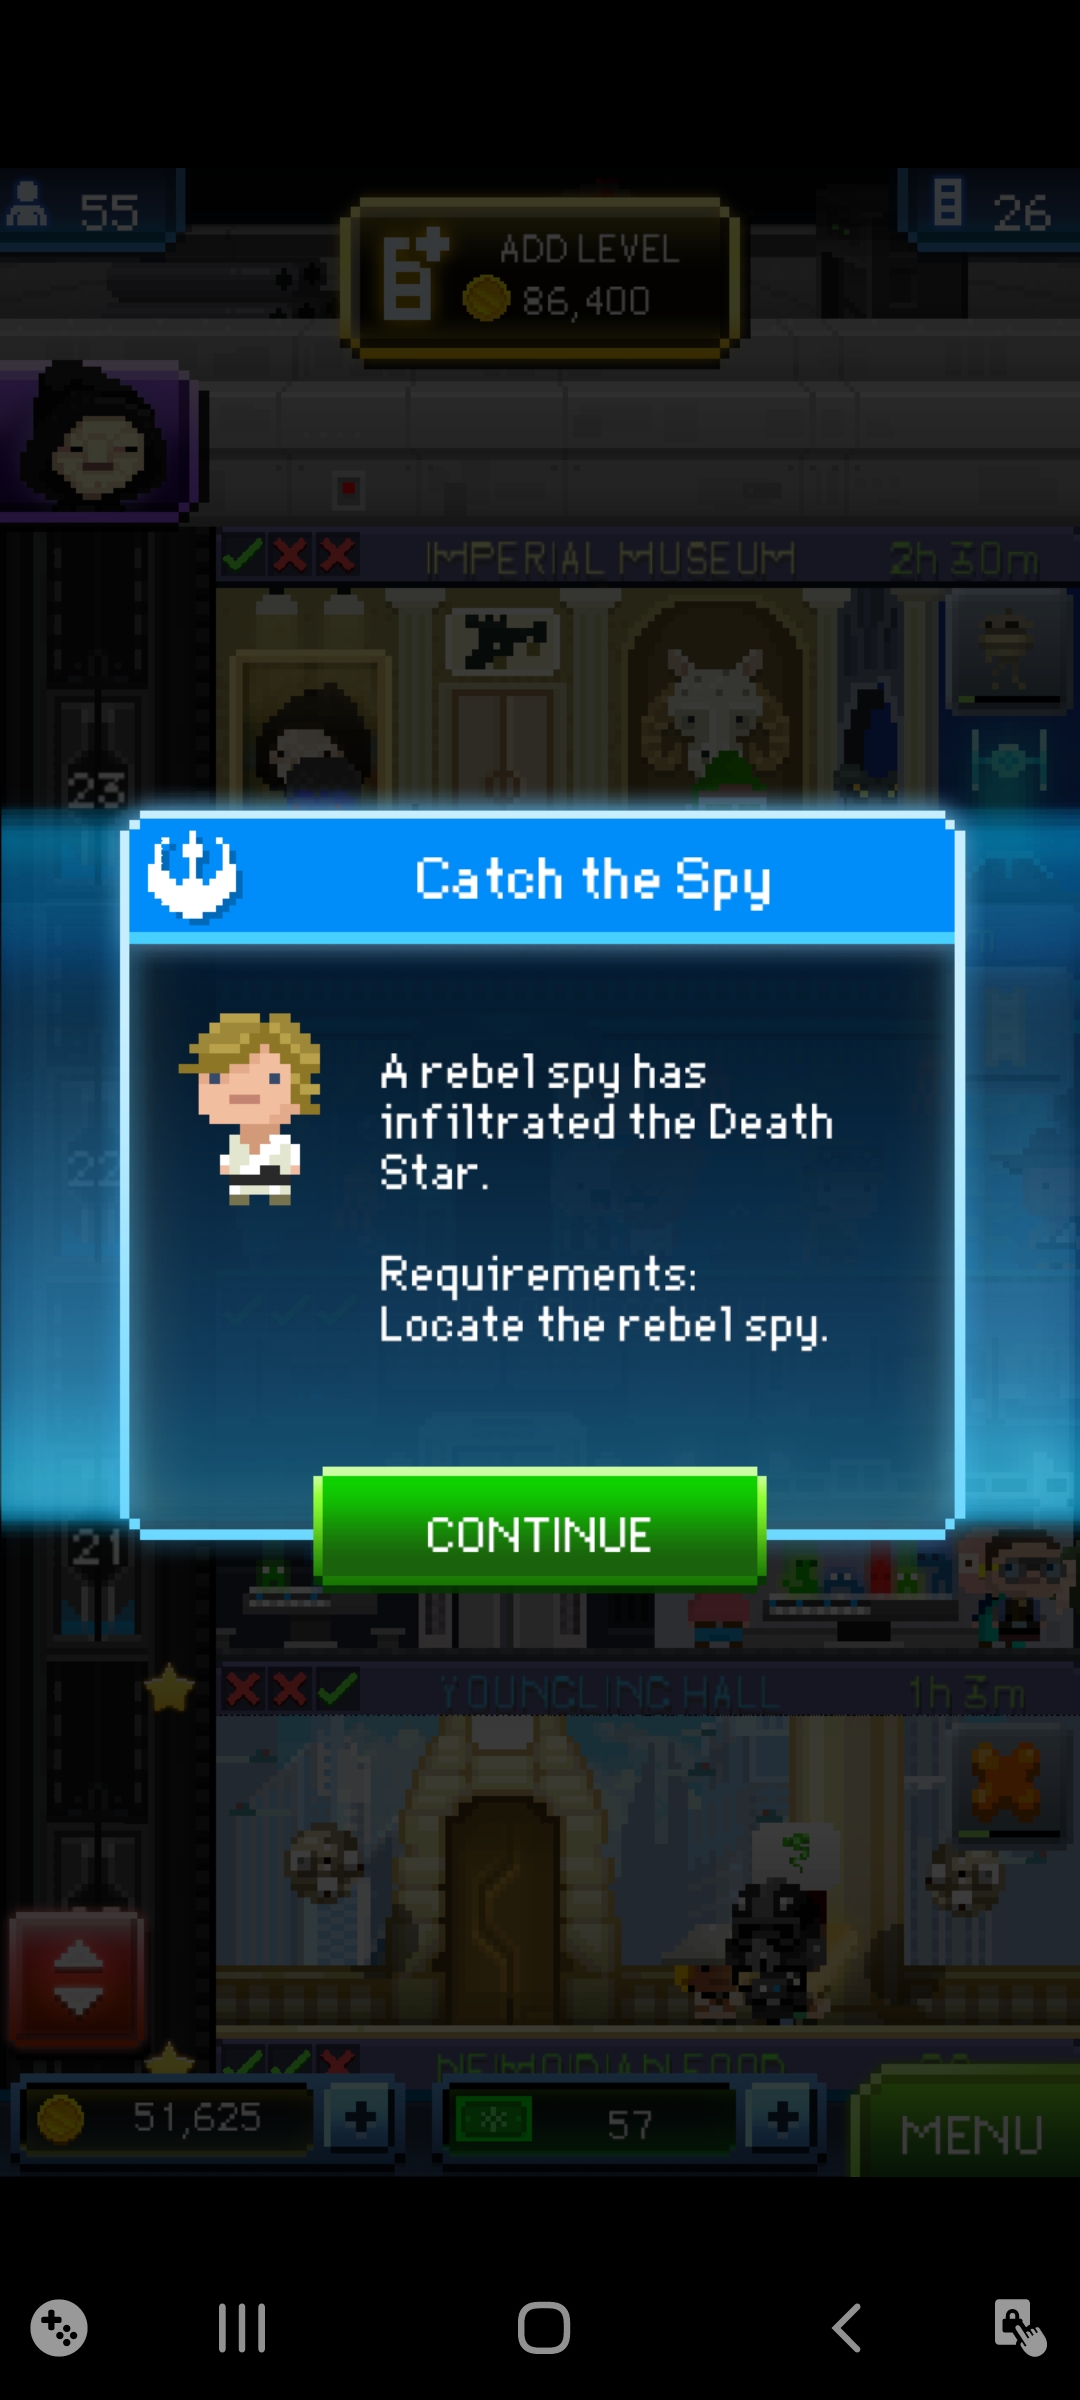 55
ADD LEVEL
86,400
26
IMPERIAL MUSEUM
2h 30m
23
Catch the Spy
A rebel spy has
infiltrated the Death
Star.
22
Requirements:
Locate the rebel spy.
CONTINUE
21
YOUNGLING HALL
1h 3m
51,625
57
MENU